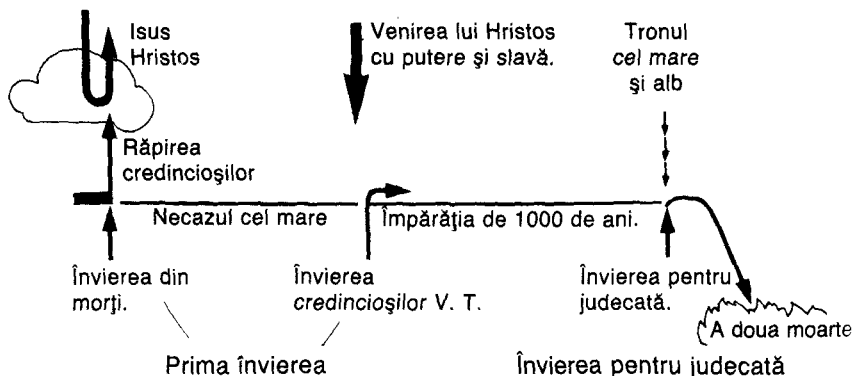 Isus
Hristos
Venirea lui Hristos
cu putere şi slavă.
Tronul
cel mare
şi alb
Răpirea
credincioşilor
Necazul cel mare
Împărăţia de 1000 de ani.
Învierea din
morţi.
Învierea
credincioşilor V. T.
Învierea pentru
judecată.
A doua moarte
Prima învierea
Învierea pentru judecată